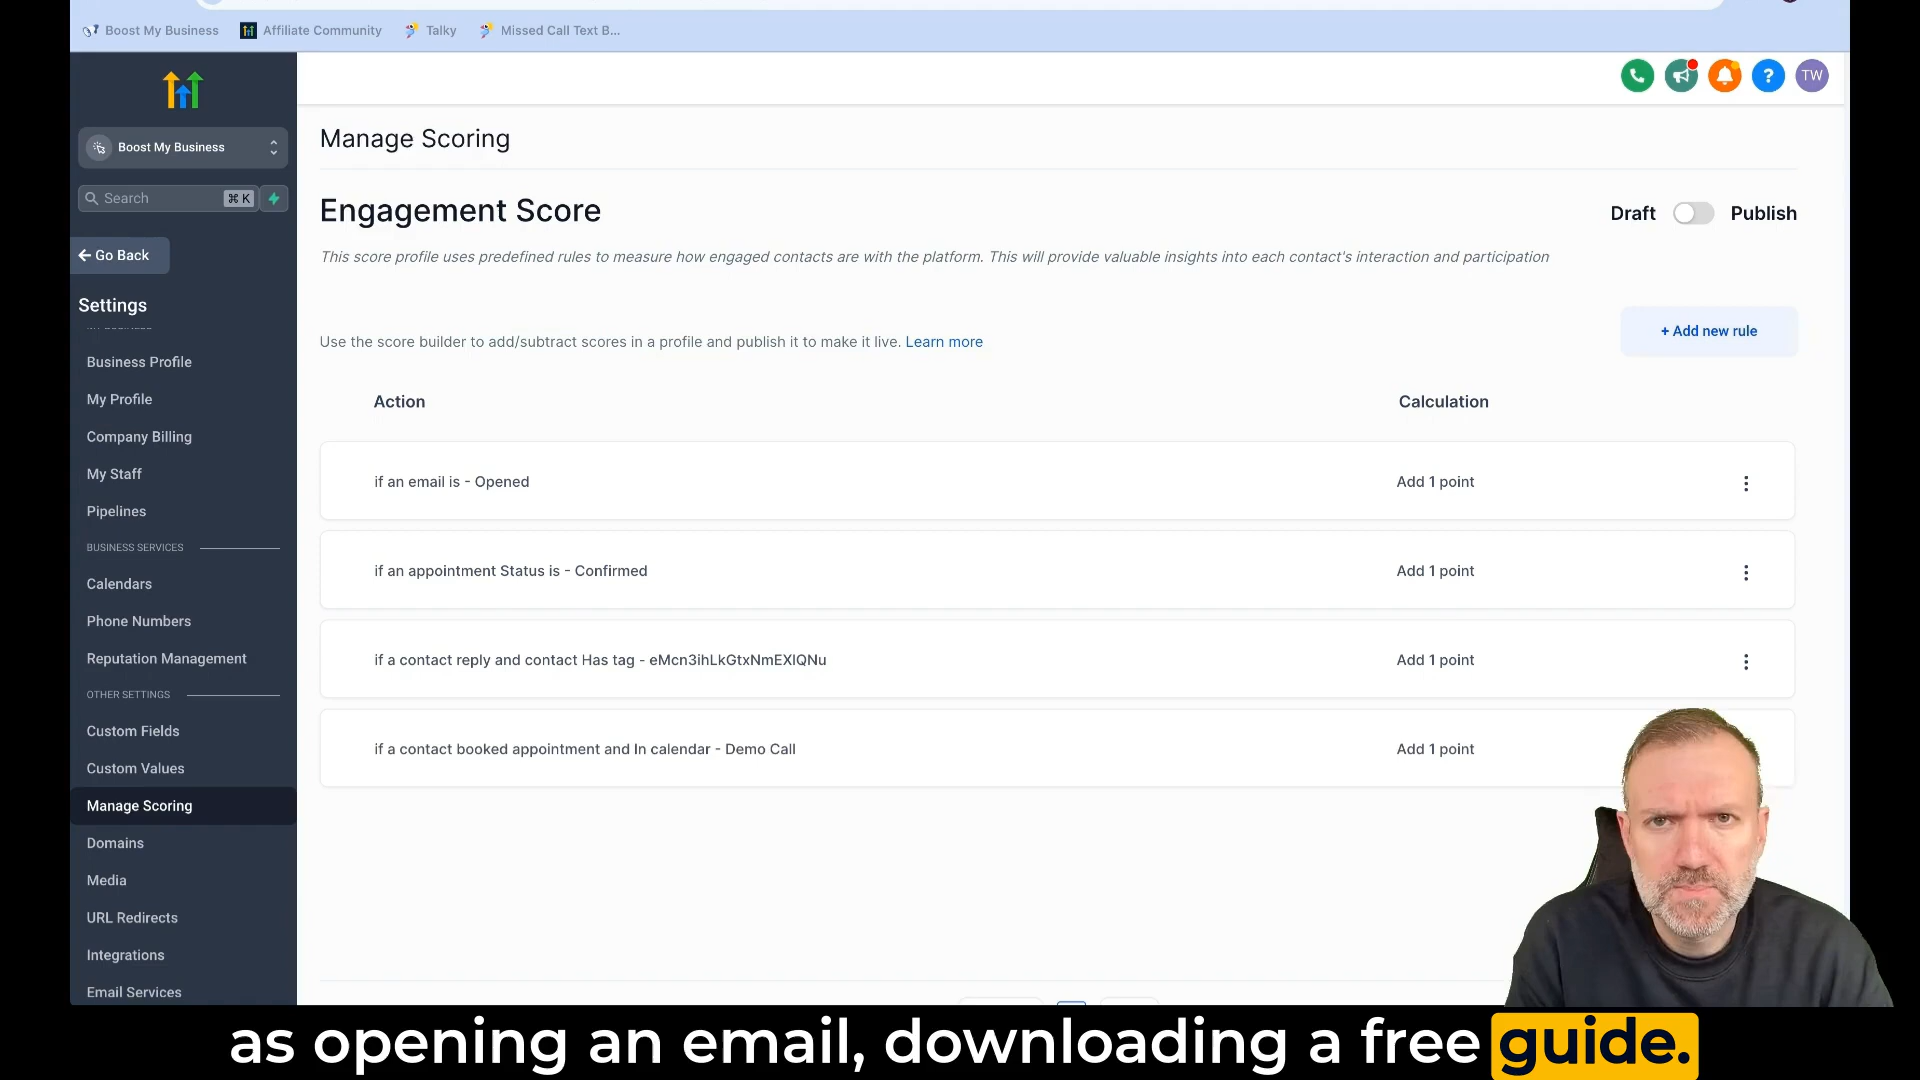 Boost My Business
Affiliate Community
Talky
Missed Call Text B...
TW
Boost My Business
Search
⌘ K
Go Back
Settings
Business Profile
My Profile
Company Billing
My Staff
Pipelines
BUSINESS SERVICES
Calendars
Phone Numbers
Reputation Management
OTHER SETTINGS
Custom Fields
Custom Values
Manage Scoring
Domains
Media
URL Redirects
Integrations
Email Services
Manage Scoring
Engagement Score
Draft
Publish
This score profile uses predefined rules to measure how engaged contacts are with the platform. This will provide valuable insights into each contact's interaction and participation
+ Add new rule
Use the score builder to add/subtract scores in a profile and publish it to make it live. Learn more
Action
Calculation
if an email is - Opened
Add 1 point
if an appointment Status is - Confirmed
Add 1 point
if a contact reply and contact Has tag - eMcn3ihLkGtxNmEXIQNu
Add 1 point
if a contact booked appointment and In calendar - Demo Call
Add 1 point
as opening an email, downloading a free guide.